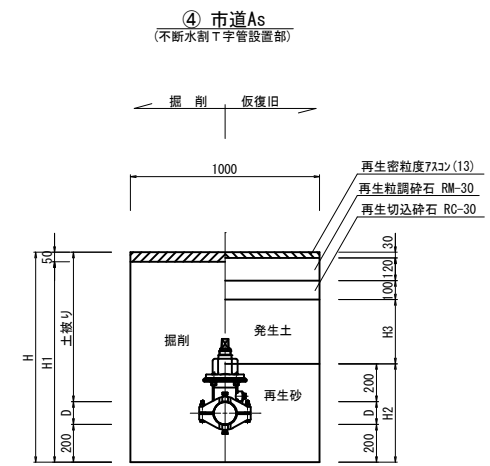 ④ 市道As
(不断水割Ｔ字管設置部)
掘 削 仮復旧
1000
再生密粒度ｱｽｺﾝ(13)
再生粒調砕石 RM-30
再生切込砕石 RC-30
50
30
120
100
土被り
H
H1
掘削
発生土
H3
再生砂
200
D
D
H2
200
200